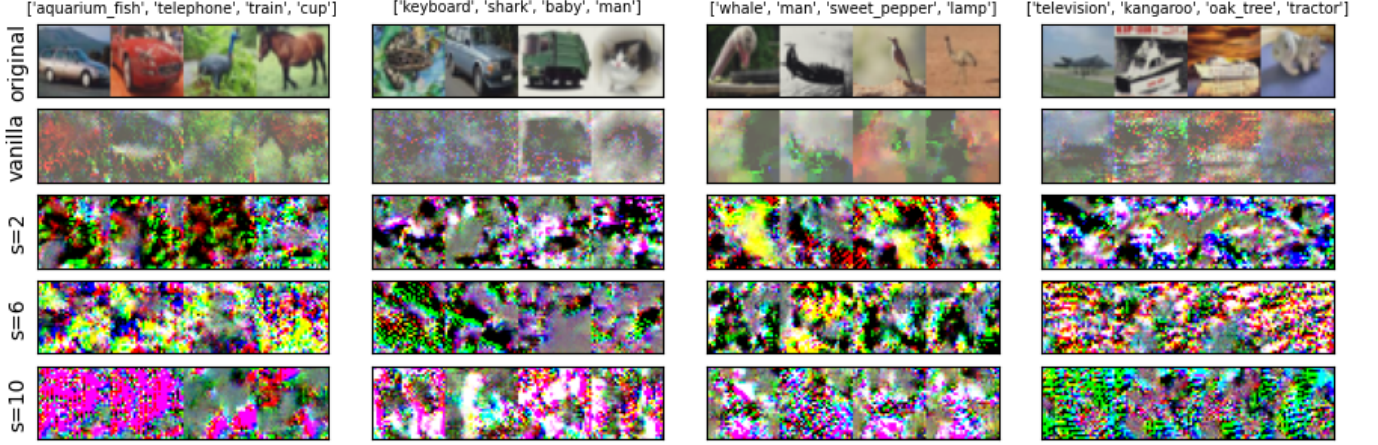 ['aquarium_fish', 'telephone', 'train', 'cup']
['keyboard', 'shark', 'baby', 'man']
['whale', 'man', 'sweet_pepper', 'lamp']
['television', 'kangaroo', 'oak_tree', 'tractor']
original
vanilla
s=2
s=6
s=10